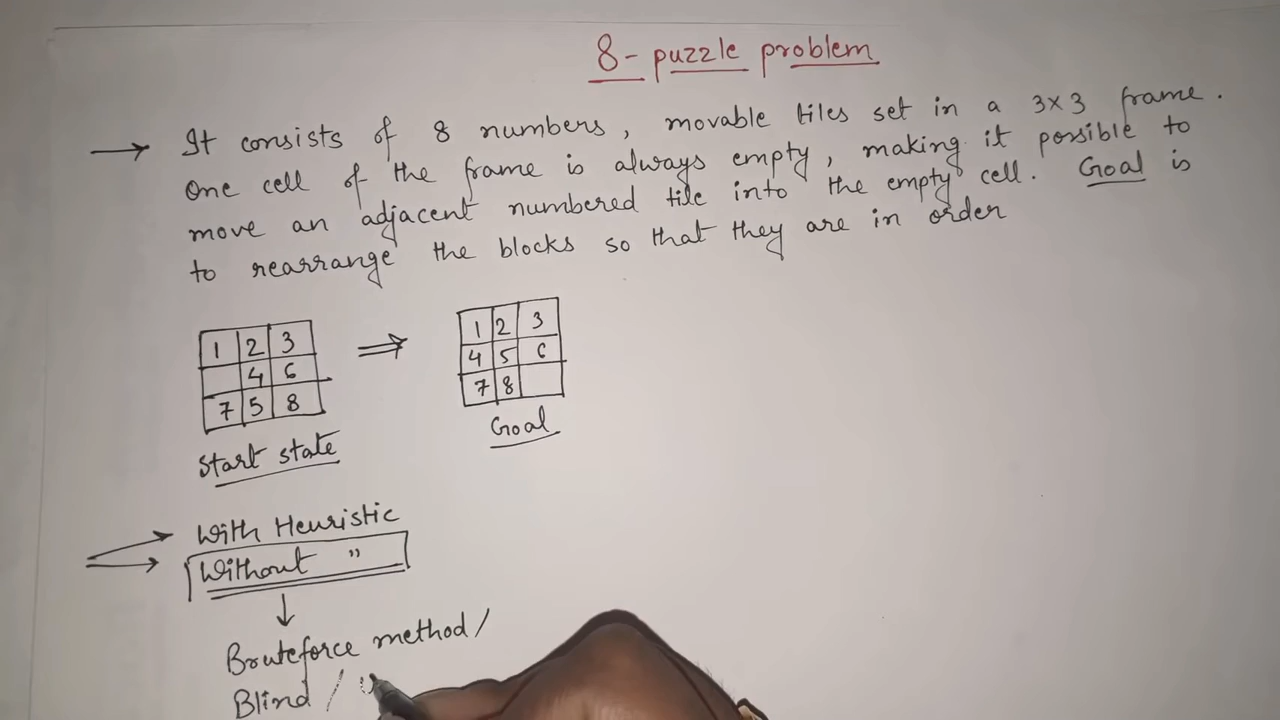 8- puzzle problem
It consists of 8 numbers, movable tiles set in a 3x3 frame.
One cell of the frame is always empty, making it possible to
move an adjacent numbered tile into the empty cell. Goal is
to rearrange the blocks so that they are in order
1 2 3
4 6
7 5 8
Start state
1 2 3
4 5 6
7 8
Goal
With Heuristic
Without "
Bruteforce method /
Blind /